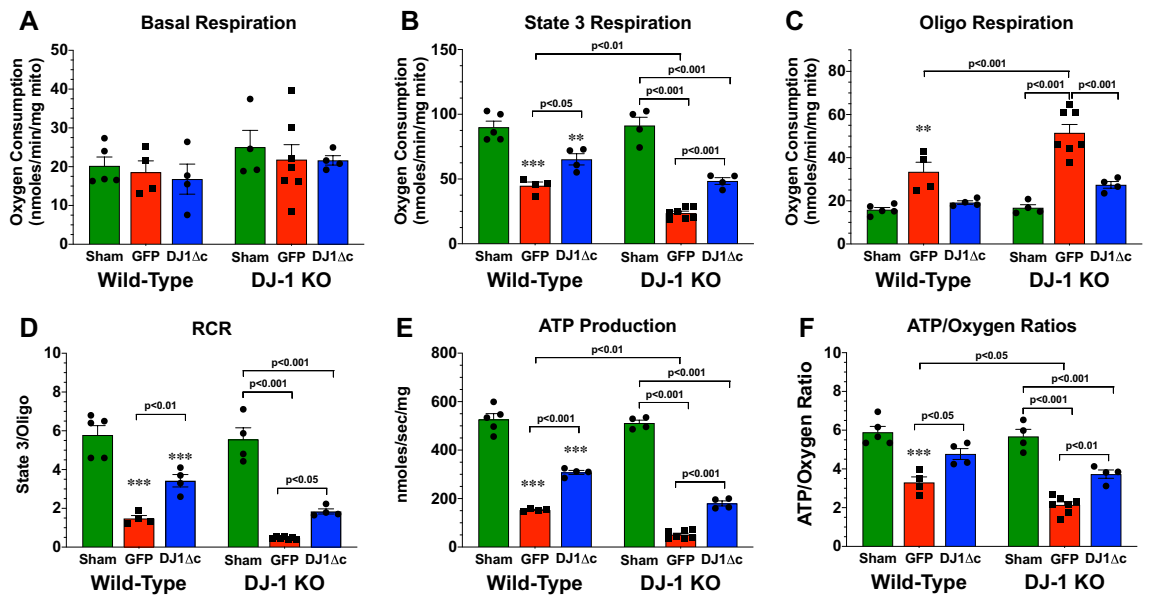 A Basal Respiration
Oxygen Consumption
(nmoles/min/mg mito)
50
40
30
20
10
0
Sham GFP DJ1Δc Sham GFP DJ1Δc
Wild-Type DJ-1 KO
B State 3 Respiration
Oxygen Consumption
(nmoles/min/mg mito)
150
100
50
0
p<0.01
p<0.001
p<0.001
p<0.05
p<0.001
***
**
Sham GFP DJ1Δc Sham GFP DJ1Δc
Wild-Type DJ-1 KO
C Oligo Respiration
Oxygen Consumption
(nmoles/min/mg mito)
80
60
40
20
0
p<0.001
p<0.001 p<0.001
**
Sham GFP DJ1Δc Sham GFP DJ1Δc
Wild-Type DJ-1 KO
D RCR
State 3/Oligo
10
8
6
4
2
0
p<0.001
p<0.001
p<0.01
p<0.05
***
***
Sham GFP DJ1Δc Sham GFP DJ1Δc
Wild-Type DJ-1 KO
E ATP Production
nmoles/sec/mg
800
600
400
200
0
p<0.01
p<0.001
p<0.001
p<0.001
p<0.001
***
***
Sham GFP DJ1Δc Sham GFP DJ1Δc
Wild-Type DJ-1 KO
F ATP/Oxygen Ratios
ATP/Oxygen Ratio
10
8
6
4
2
0
p<0.05
p<0.001
p<0.001
p<0.05
p<0.01
***
Sham GFP DJ1Δc Sham GFP DJ1Δc
Wild-Type DJ-1 KO